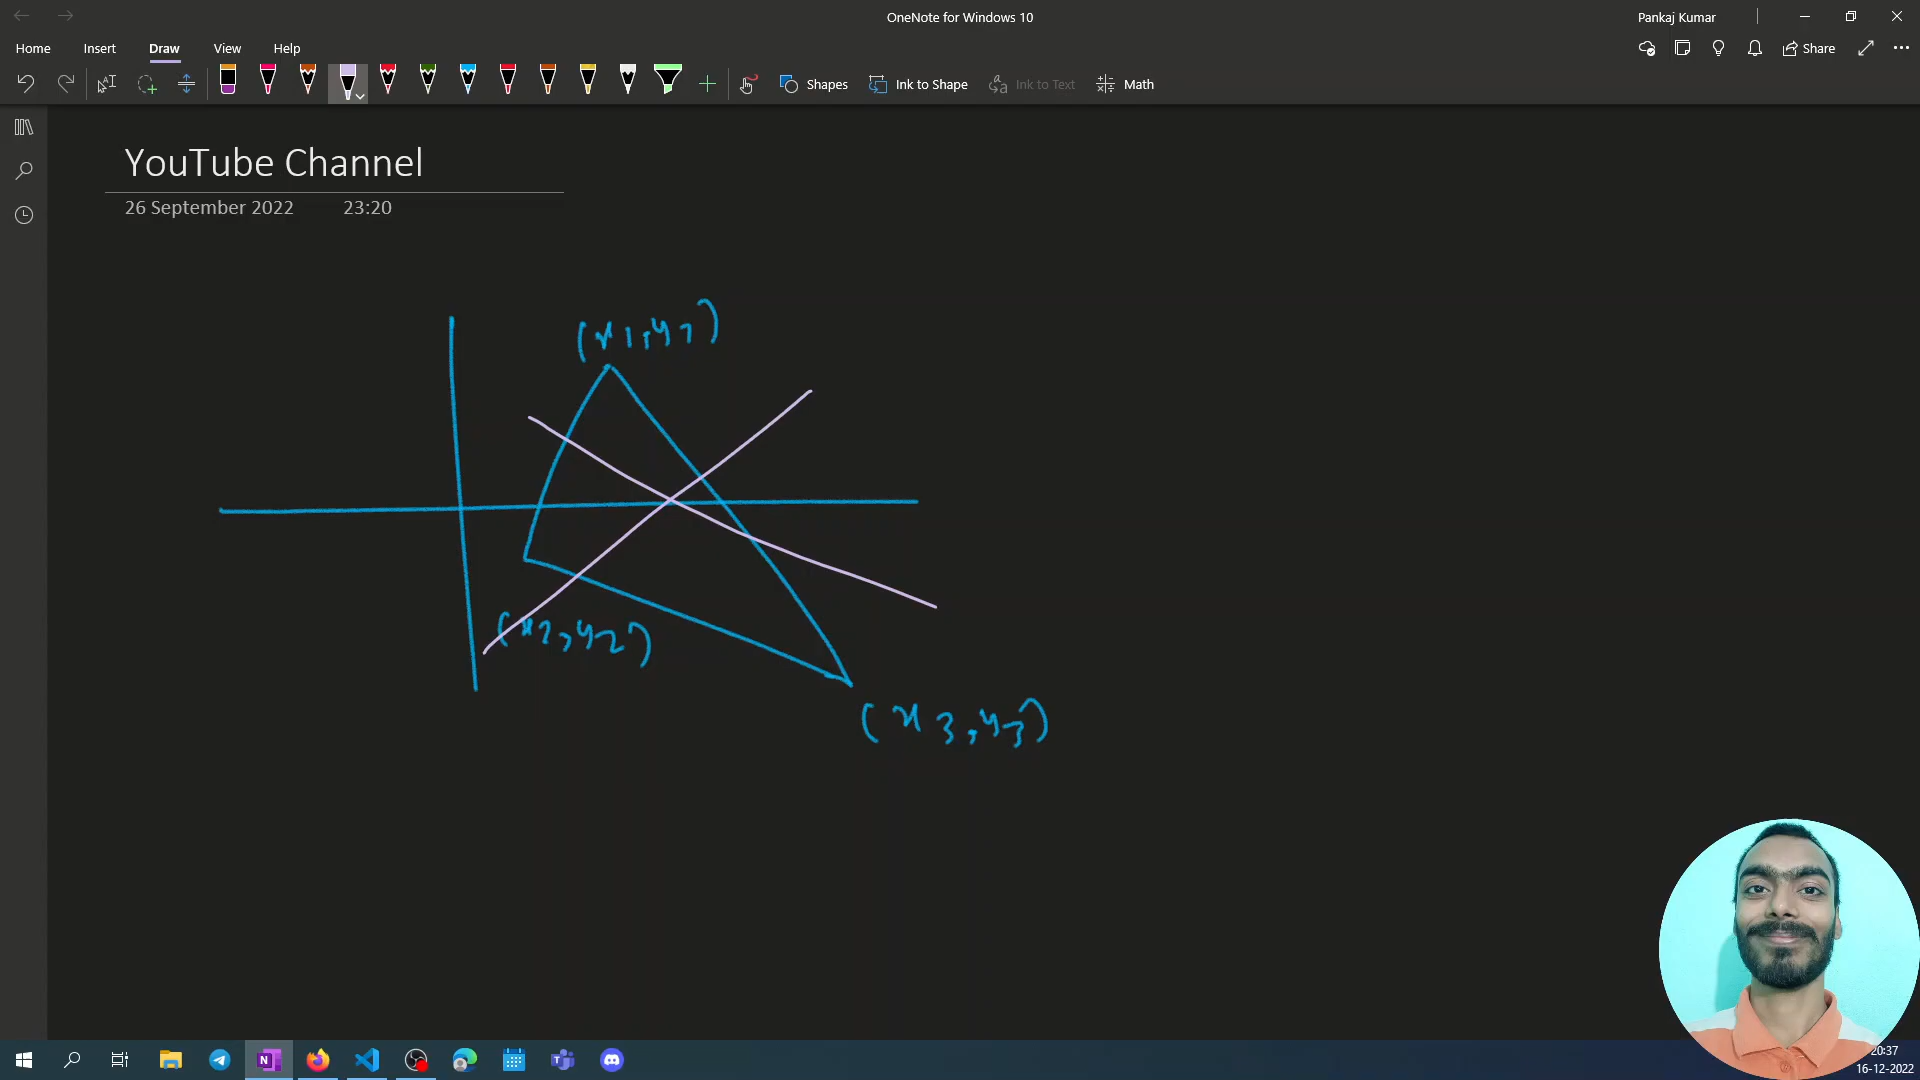 OneNote for Windows 10
Pankaj Kumar
Home Insert Draw View Help
Share
Shapes Ink to Shape Ink to Text Math
YouTube Channel
26 September 2022 23:20
(x1,y1)
(x2,y2)
(x3,y3)
20:37
16-12-2022